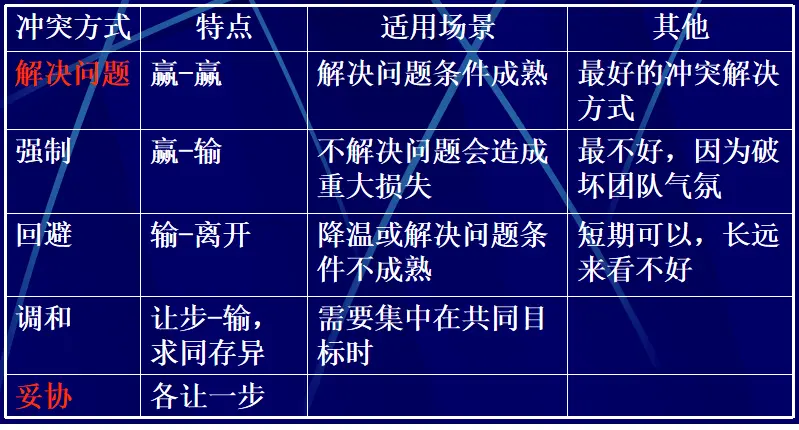 冲突方式 特点 适用场景 其他
解决问题 赢-赢 解决问题条件成熟 最好的冲突解决
方式
强制 赢-输 不解决问题会造成 最不好，因为破
重大损失 坏团队气氛
回避 输-离开 降温或解决问题条 短期可以，长远
件不成熟 来看不好
调和 让步-输， 需要集中在共同目
求同存异 标时
妥协 各让一步